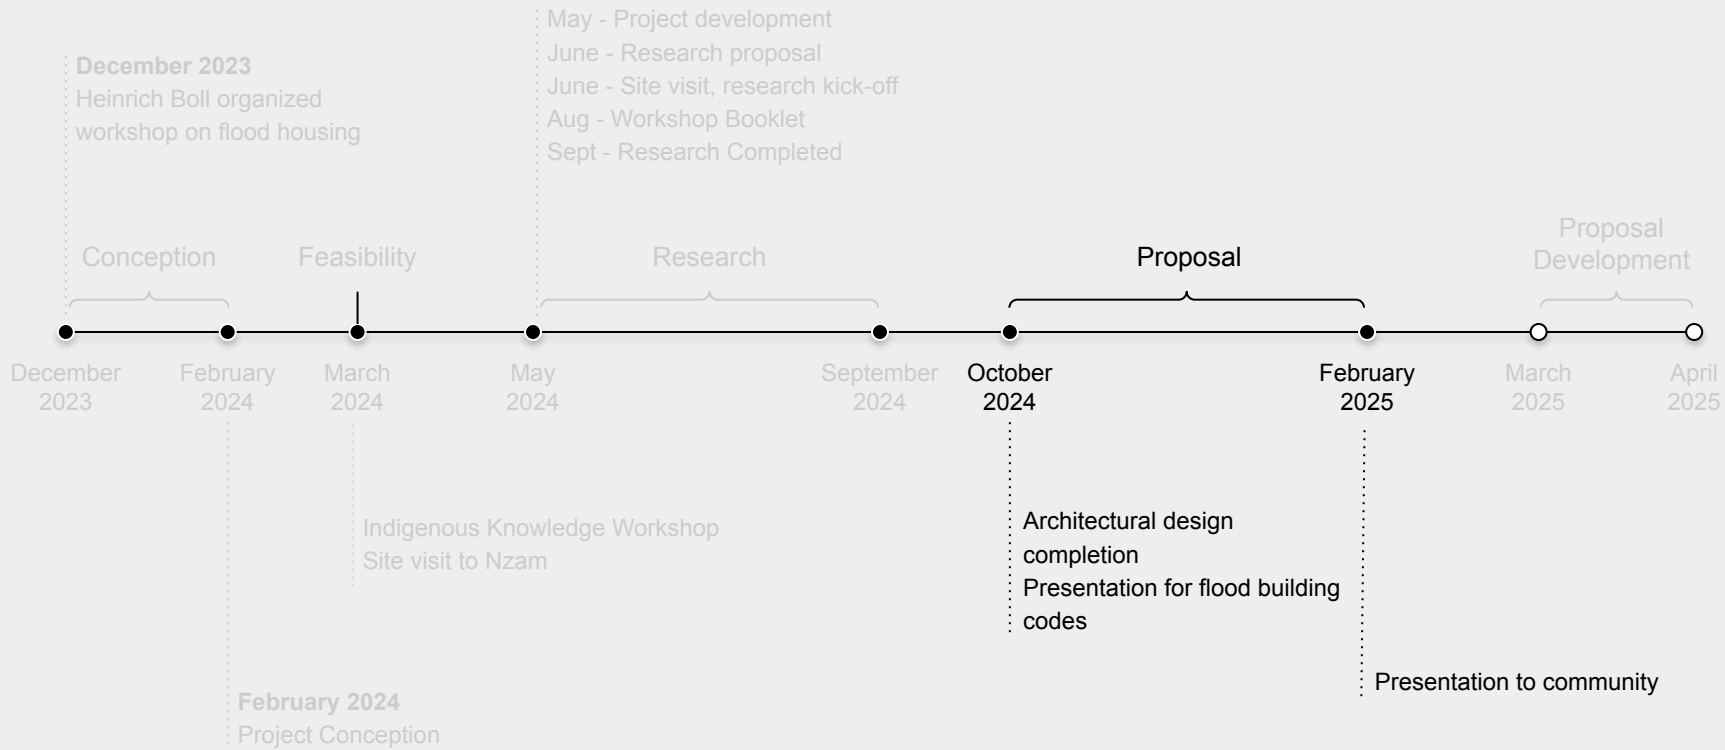 May - Project development
June - Research proposal
June - Site visit, research kick-off
Aug - Workshop Booklet
Sept - Research Completed
December 2023
Heinrich Boll organized
workshop on flood housing
Conception
Feasibility
Research
Proposal
Proposal
Development
December
2023
February
2024
March
2024
May
2024
September
2024
October
2024
February
2025
March
2025
April
2025
Indigenous Knowledge Workshop
Site visit to Nzam
Architectural design
completion
Presentation for flood building
codes
Presentation to community
February 2024
Project Conception